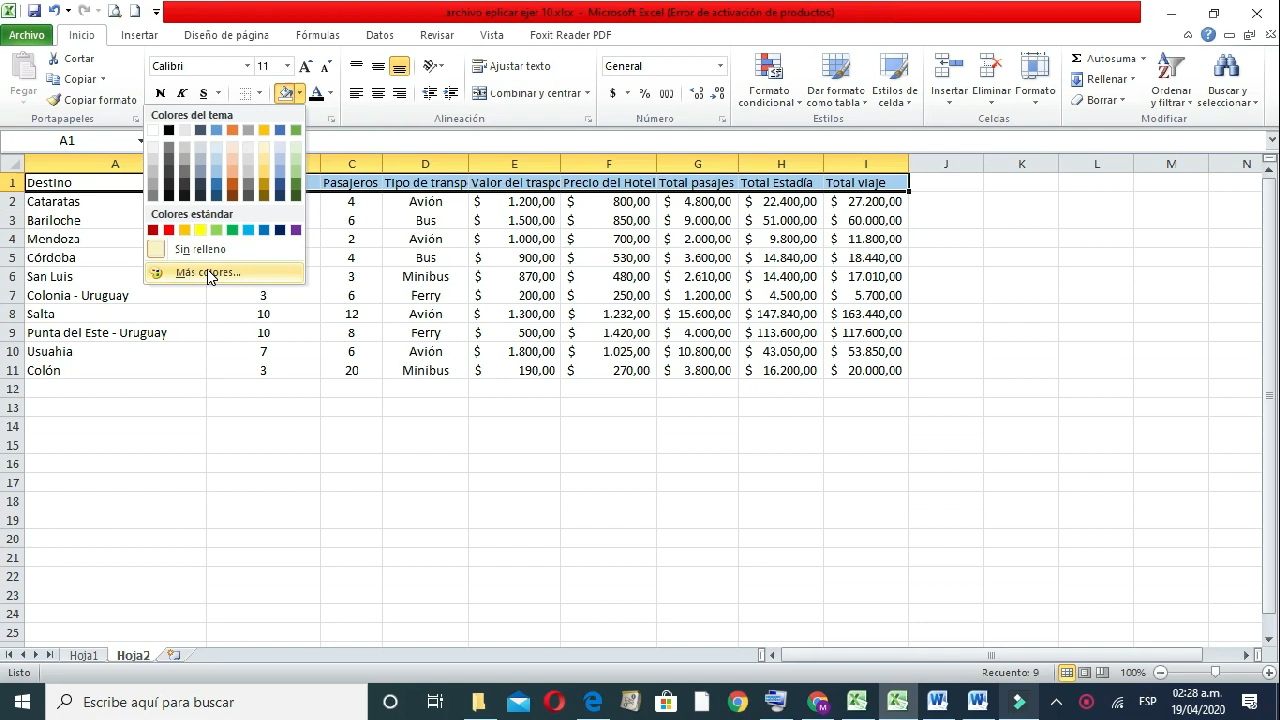 archivo aplicar ejer 10.xlsx - Microsoft Excel (Error de activación de productos)
Archivo Inicio Insertar Diseño de página Fórmulas Datos Revisar Vista Foxit Reader PDF
Pegar
Cortar
Copiar
Copiar formato
Portapapeles
Calibri 11
N K S
Ajustar texto
Combinar y centrar
Alineación
General
$ % 000
Número
Formato condicional
Dar formato como tabla
Estilos de celda
Estilos
Insertar Eliminar Formato
Celdas
Autosuma
Rellenar
Borrar
Ordenar y filtrar
Buscar y seleccionar
Modificar
A1
Colores del tema
Colores estándar
Sin relleno
Más colores...
A C D E F G H I J K L M N
1 Destino Pasajeros Tipo de transp Valor del traspo Precio del Hotel Total pasajes Total Estadía Total viaje
2 Cataratas 4 Avión $ 1.200,00 $ 800,00 $ 4.800,00 $ 22.400,00 $ 27.200,00
3 Bariloche 6 Bus $ 1.500,00 $ 850,00 $ 9.000,00 $ 51.000,00 $ 60.000,00
4 Mendoza 2 Avión $ 1.000,00 $ 700,00 $ 2.000,00 $ 9.800,00 $ 11.800,00
5 Córdoba 4 Bus $ 900,00 $ 530,00 $ 3.600,00 $ 14.840,00 $ 18.440,00
6 San Luis 3 Minibus $ 870,00 $ 480,00 $ 2.610,00 $ 14.400,00 $ 17.010,00
7 Colonia - Uruguay 3 6 Ferry $ 200,00 $ 250,00 $ 1.200,00 $ 4.500,00 $ 5.700,00
8 Salta 10 12 Avión $ 1.300,00 $ 1.232,00 $ 15.600,00 $ 147.840,00 $ 163.440,00
9 Punta del Este - Uruguay 10 8 Ferry $ 500,00 $ 1.420,00 $ 4.000,00 $ 113.600,00 $ 117.600,00
10 Usuahia 7 6 Avión $ 1.800,00 $ 1.025,00 $ 10.800,00 $ 43.050,00 $ 53.850,00
11 Colón 3 20 Minibus $ 190,00 $ 270,00 $ 3.800,00 $ 16.200,00 $ 20.000,00
12
13
14
15
16
17
18
19
20
21
22
23
24
25
Hoja1 Hoja2
Listo Recuento: 9 100%
Escribe aquí para buscar
ESP
02:28 a.m.
19/04/2020